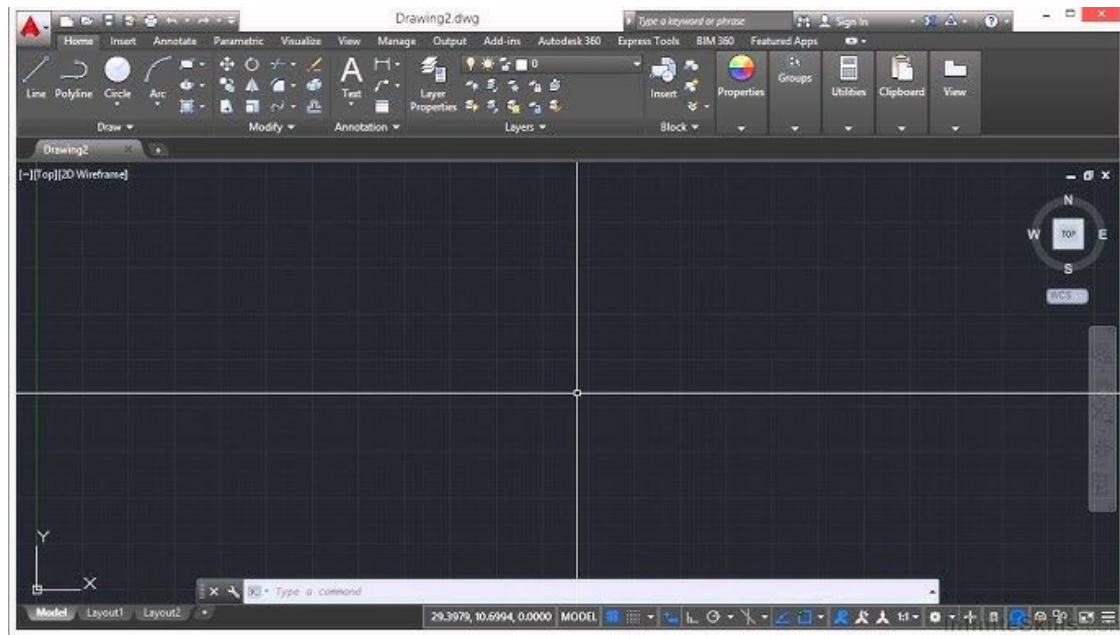 Drawing2.dwg
Type a keyword or phrase
Sign In
Home Insert Annotate Parametric Visualize View Manage Output Add-ins Autodesk 360 Express Tools BIM 360 Featured Apps
Line Polyline Circle Arc Text Layer Properties Insert Properties Groups Utilities Clipboard View
Draw Modify Annotation Layers Block
0
Drawing2
[–][Top][2D Wireframe]
N
W TOP E
S
WCS
Y
X
Type a command
Model Layout1 Layout2
29.3979, 10.6994, 0.0000 MODEL 1:1
InfiniteSkills.com